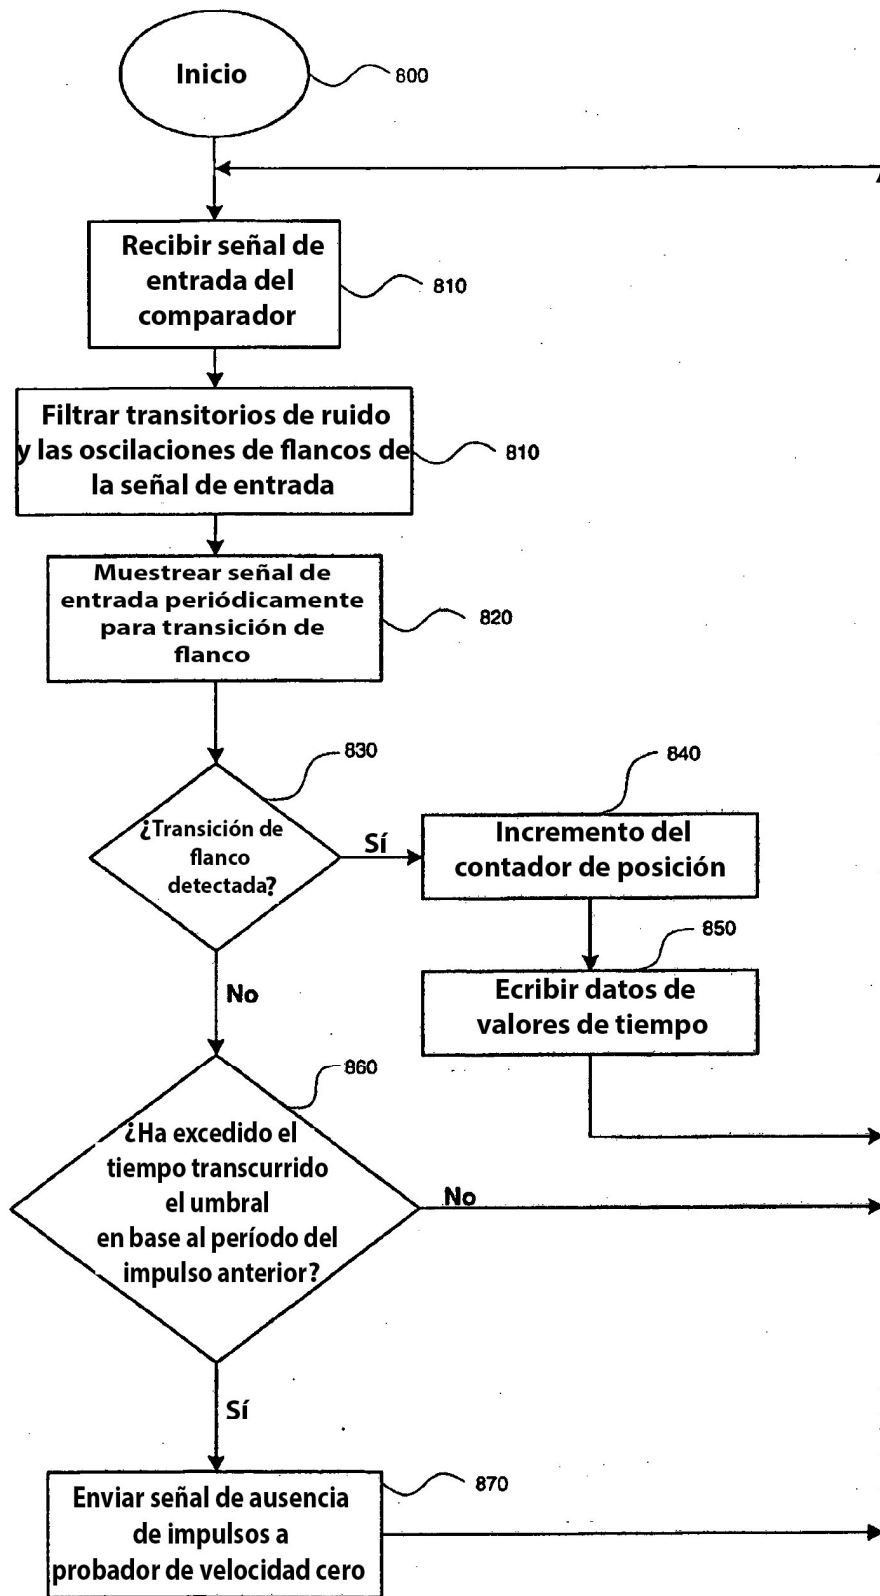 Inicio
800
Recibir señal de
entrada del
comparador
810
Filtrar transitorios de ruido
y las oscilaciones de flancos de
la señal de entrada
810
Muestrear señal de
entrada periódicamente
para transición de
flanco
820
830
¿Transición de
flanco
detectada?
Sí
840
Incremento del
contador de posición
850
Ecribir datos de
valores de tiempo
No
860
¿Ha excedido el
tiempo transcurrido
el umbral
en base al período del
impulso anterior?
No
Sí
Enviar señal de ausencia
de impulsos a
probador de velocidad cero
870